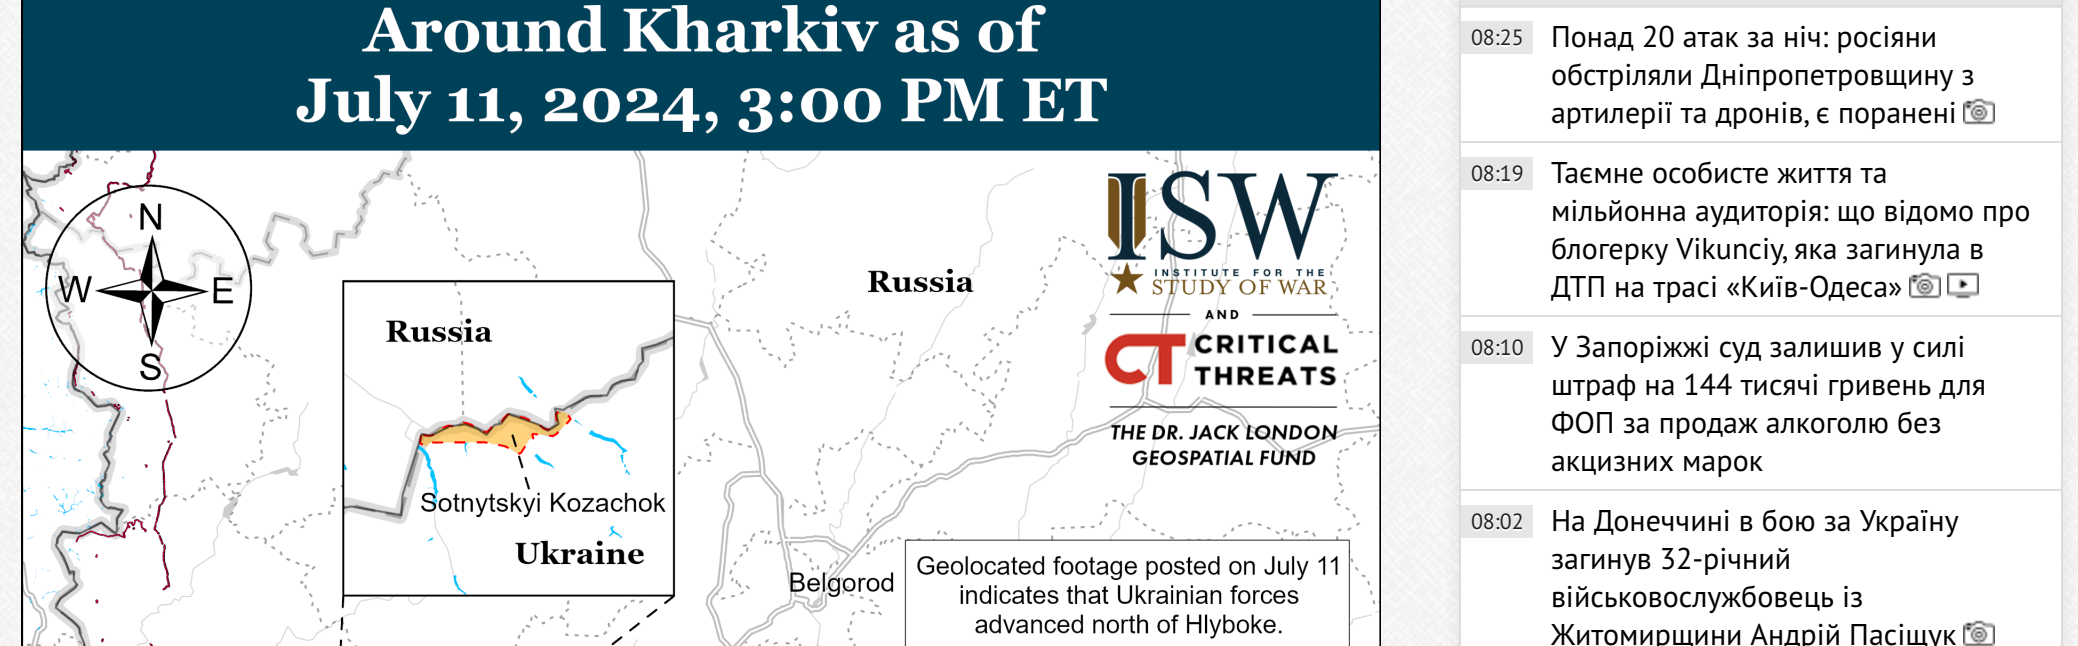 Around Kharkiv as of
July 11, 2024, 3:00 PM ET
N
W
E
S
Russia
Sotnytskyi Kozachok
Ukraine
Russia
ISW
INSTITUTE FOR THE
STUDY OF WAR
AND
CT CRITICAL
THREATS
THE DR. JACK LONDON
GEOSPATIAL FUND
Belgorod
Geolocated footage posted on July 11
indicates that Ukrainian forces
advanced north of Hlyboke.
08:25
Понад 20 атак за ніч: росіяни
обстріляли Дніпропетровщину з
артилерії та дронів, є поранені
08:19
Таємне особисте життя та
мільйонна аудиторія: що відомо про
блогерку Vikunciy, яка загинула в
ДТП на трасі «Київ-Одеса»
08:10
У Запоріжжі суд залишив у силі
штраф на 144 тисячі гривень для
ФОП за продаж алкоголю без
акцизних марок
08:02
На Донеччині в бою за Україну
загинув 32-річний
військовослужбовець із
Житомирщини Андрій Пасіщук